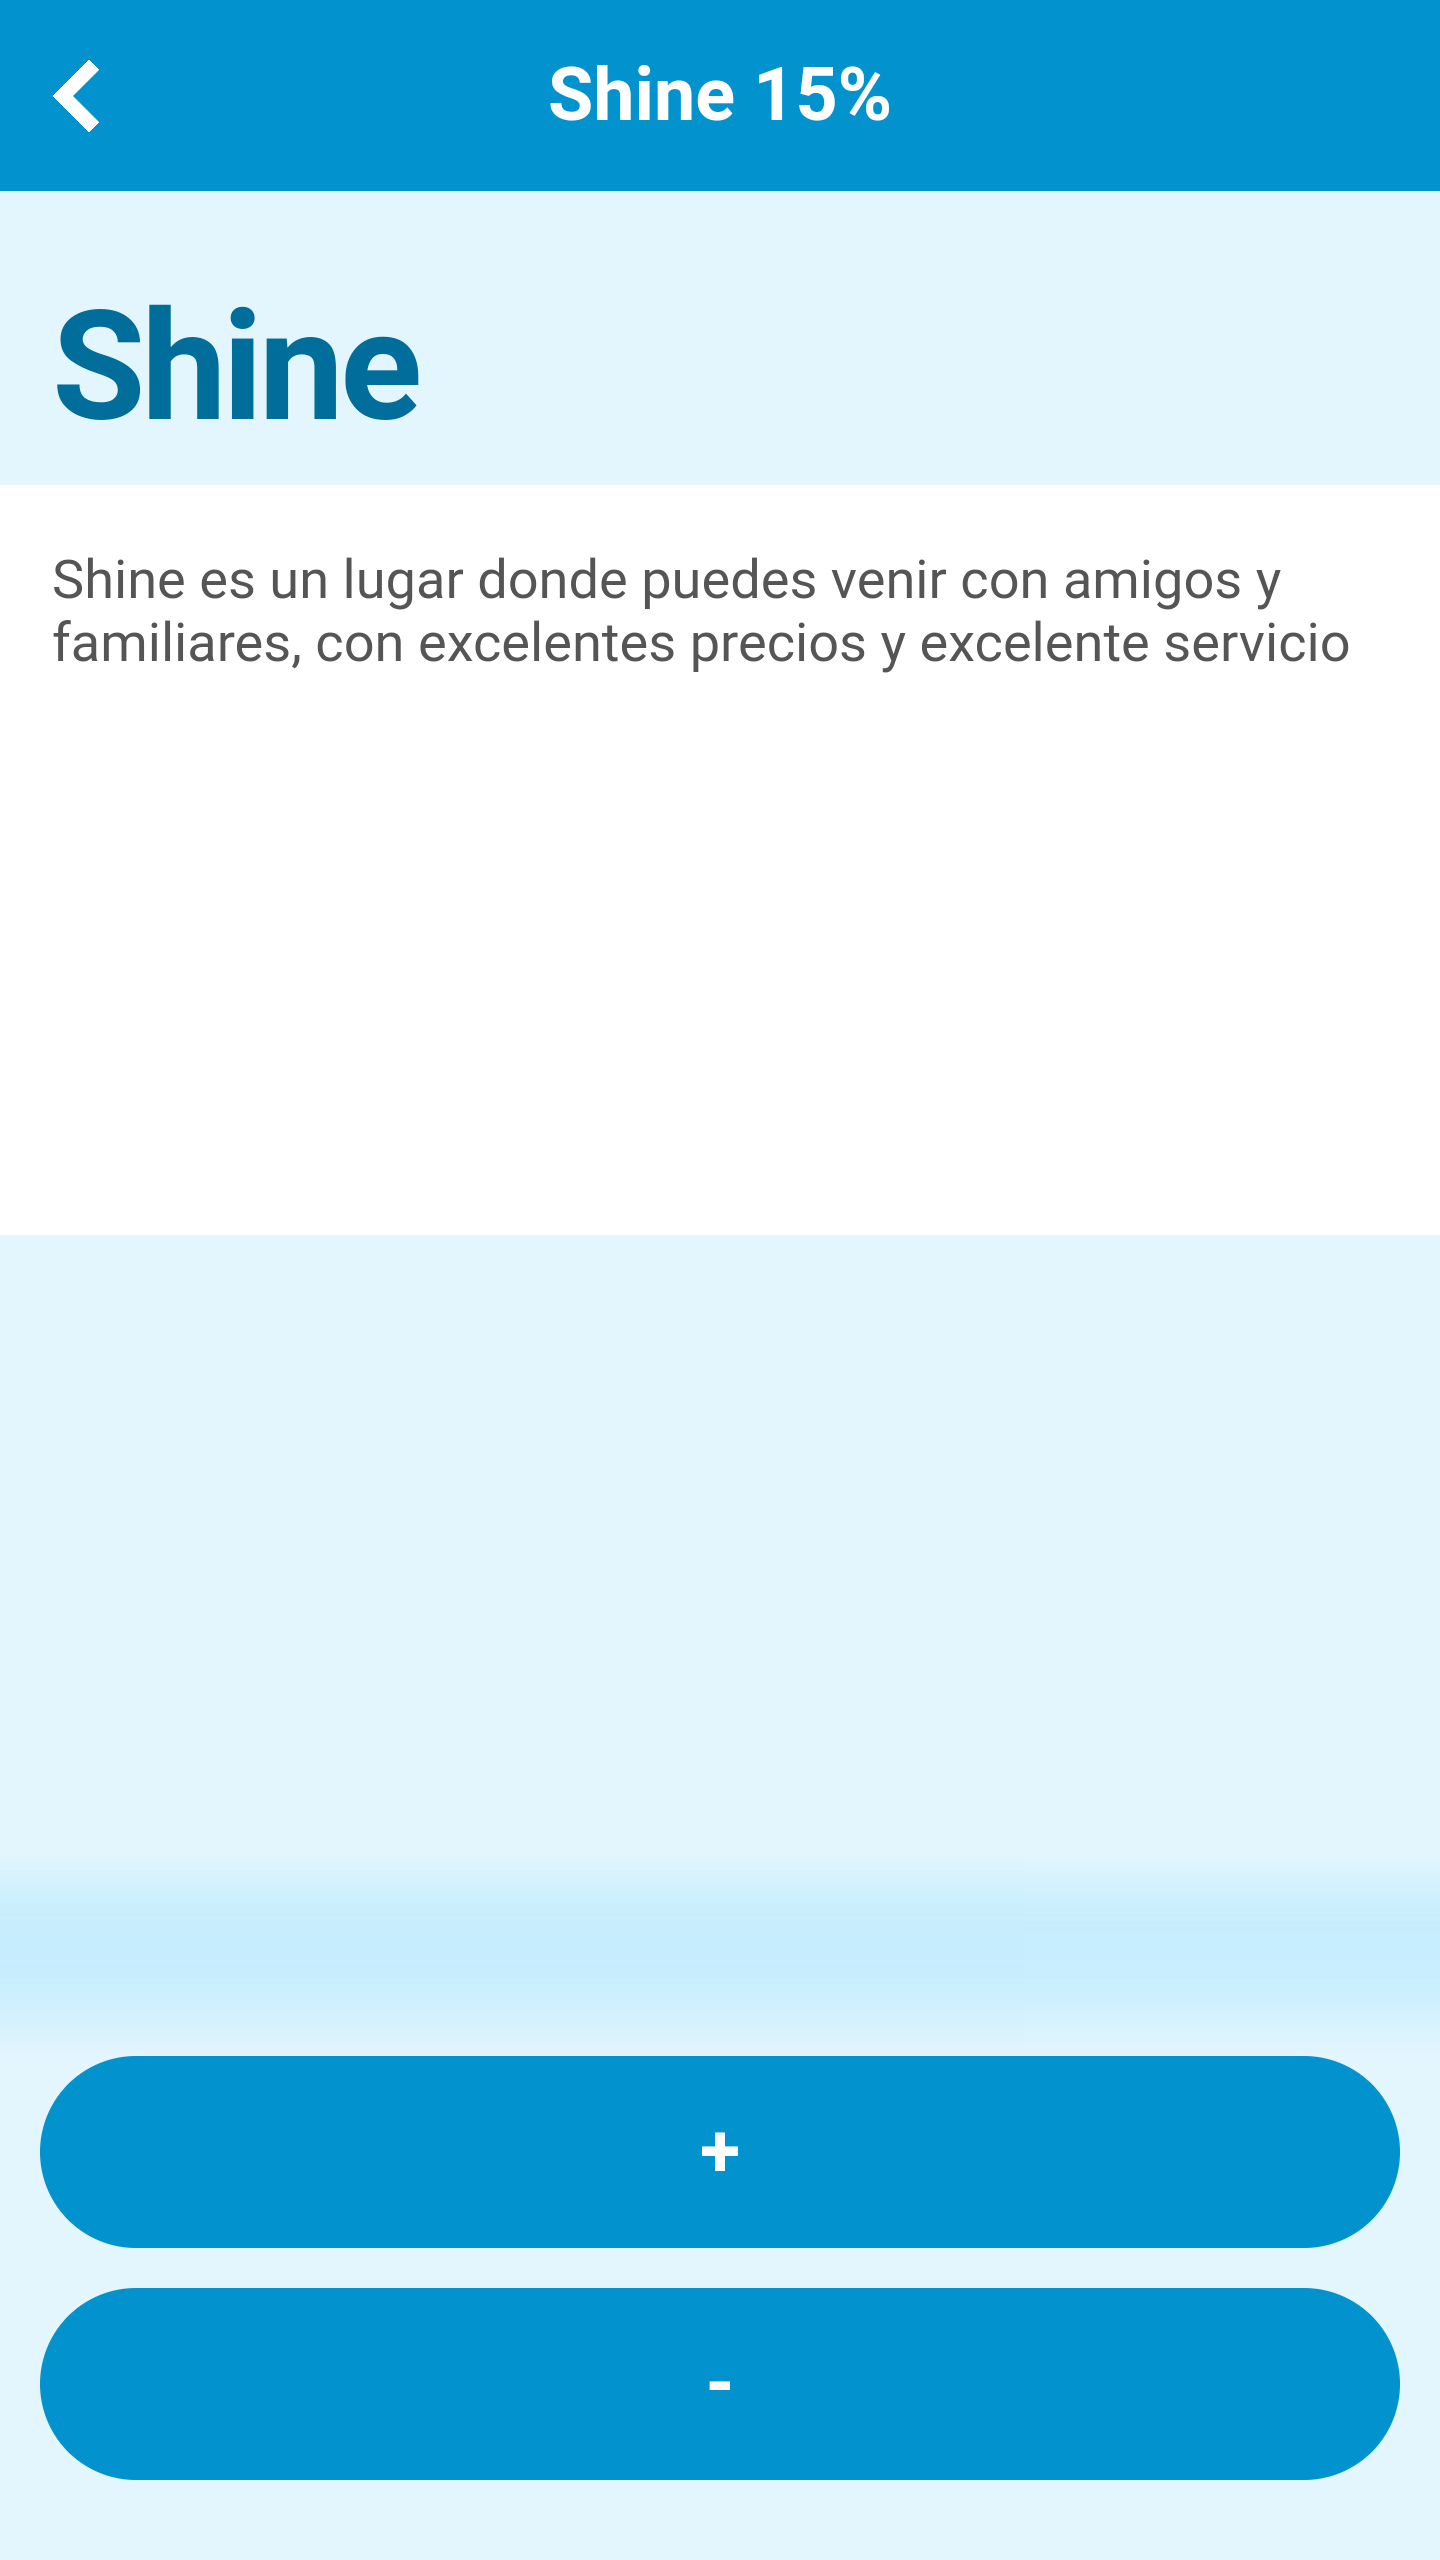 Shine 15%
Shine
Shine es un lugar donde puedes venir con amigos y
familiares, con excelentes precios y excelente servicio
+
-